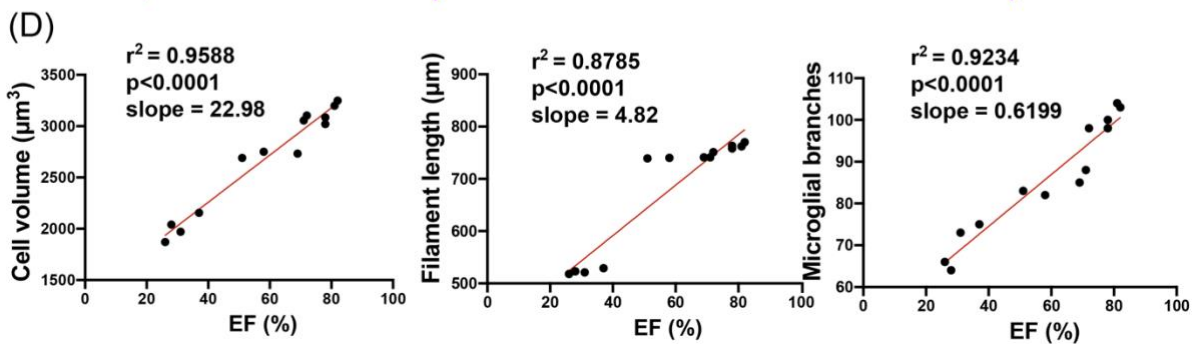 (D)
r² = 0.9588
p<0.0001
slope = 22.98
Cell volume (μm³)
3500
3000
2500
2000
1500
0 20 40 60 80 100
EF (%)
r² = 0.8785
p<0.0001
slope = 4.82
Filament length (μm)
900
800
700
600
500
0 20 40 60 80 100
EF (%)
r² = 0.9234
p<0.0001
slope = 0.6199
Microglial branches
110
100
90
80
70
60
0 20 40 60 80 100
EF (%)